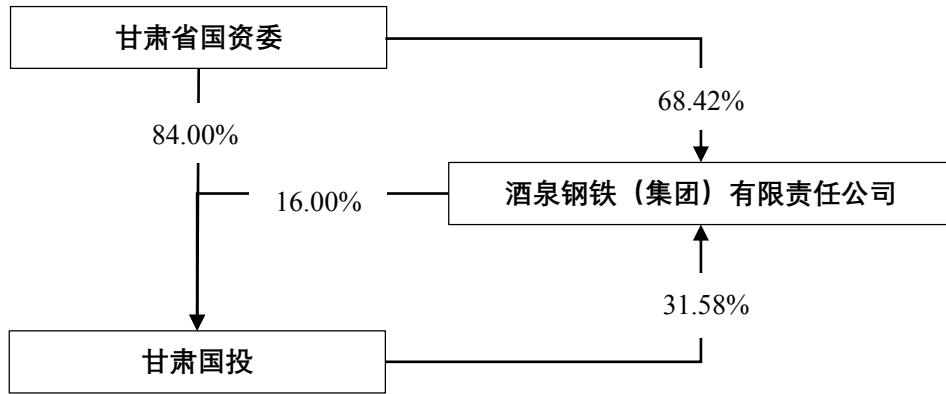 甘肃省国资委
68.42%
84.00%
酒泉钢铁（集团）有限责任公司
16.00%
31.58%
甘肃国投